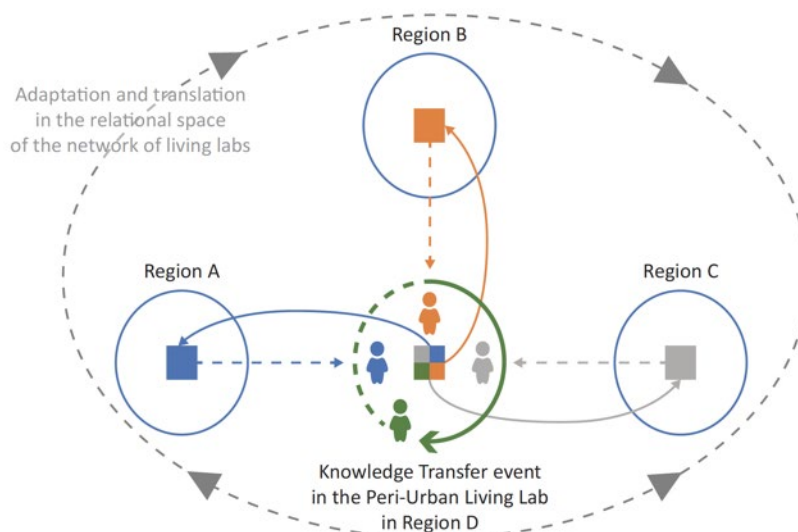 Region B
Adaptation and translation
in the relational space
of the network of living labs
Region A
Region C
Knowledge Transfer event
in the Peri-Urban Living Lab
in Region D